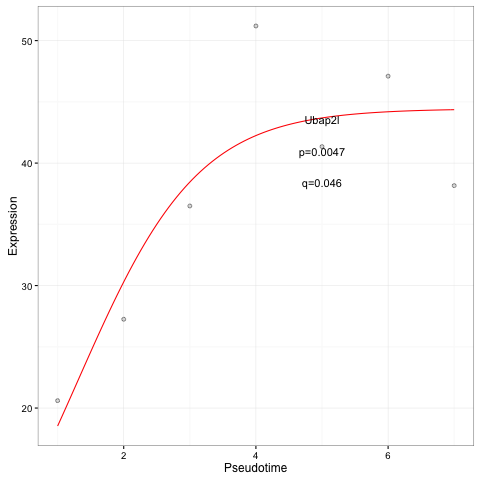 50
40
30
20
Expression
Ubap2l
p=0.0047
q=0.046
2 4 6
Pseudotime